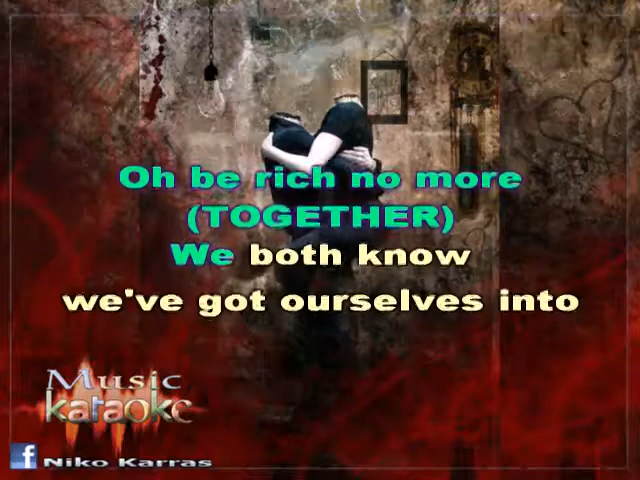 Oh be rich no more
(TOGETHER)
We both know
we've got ourselves into
Music
karaoke
f Niko Karras